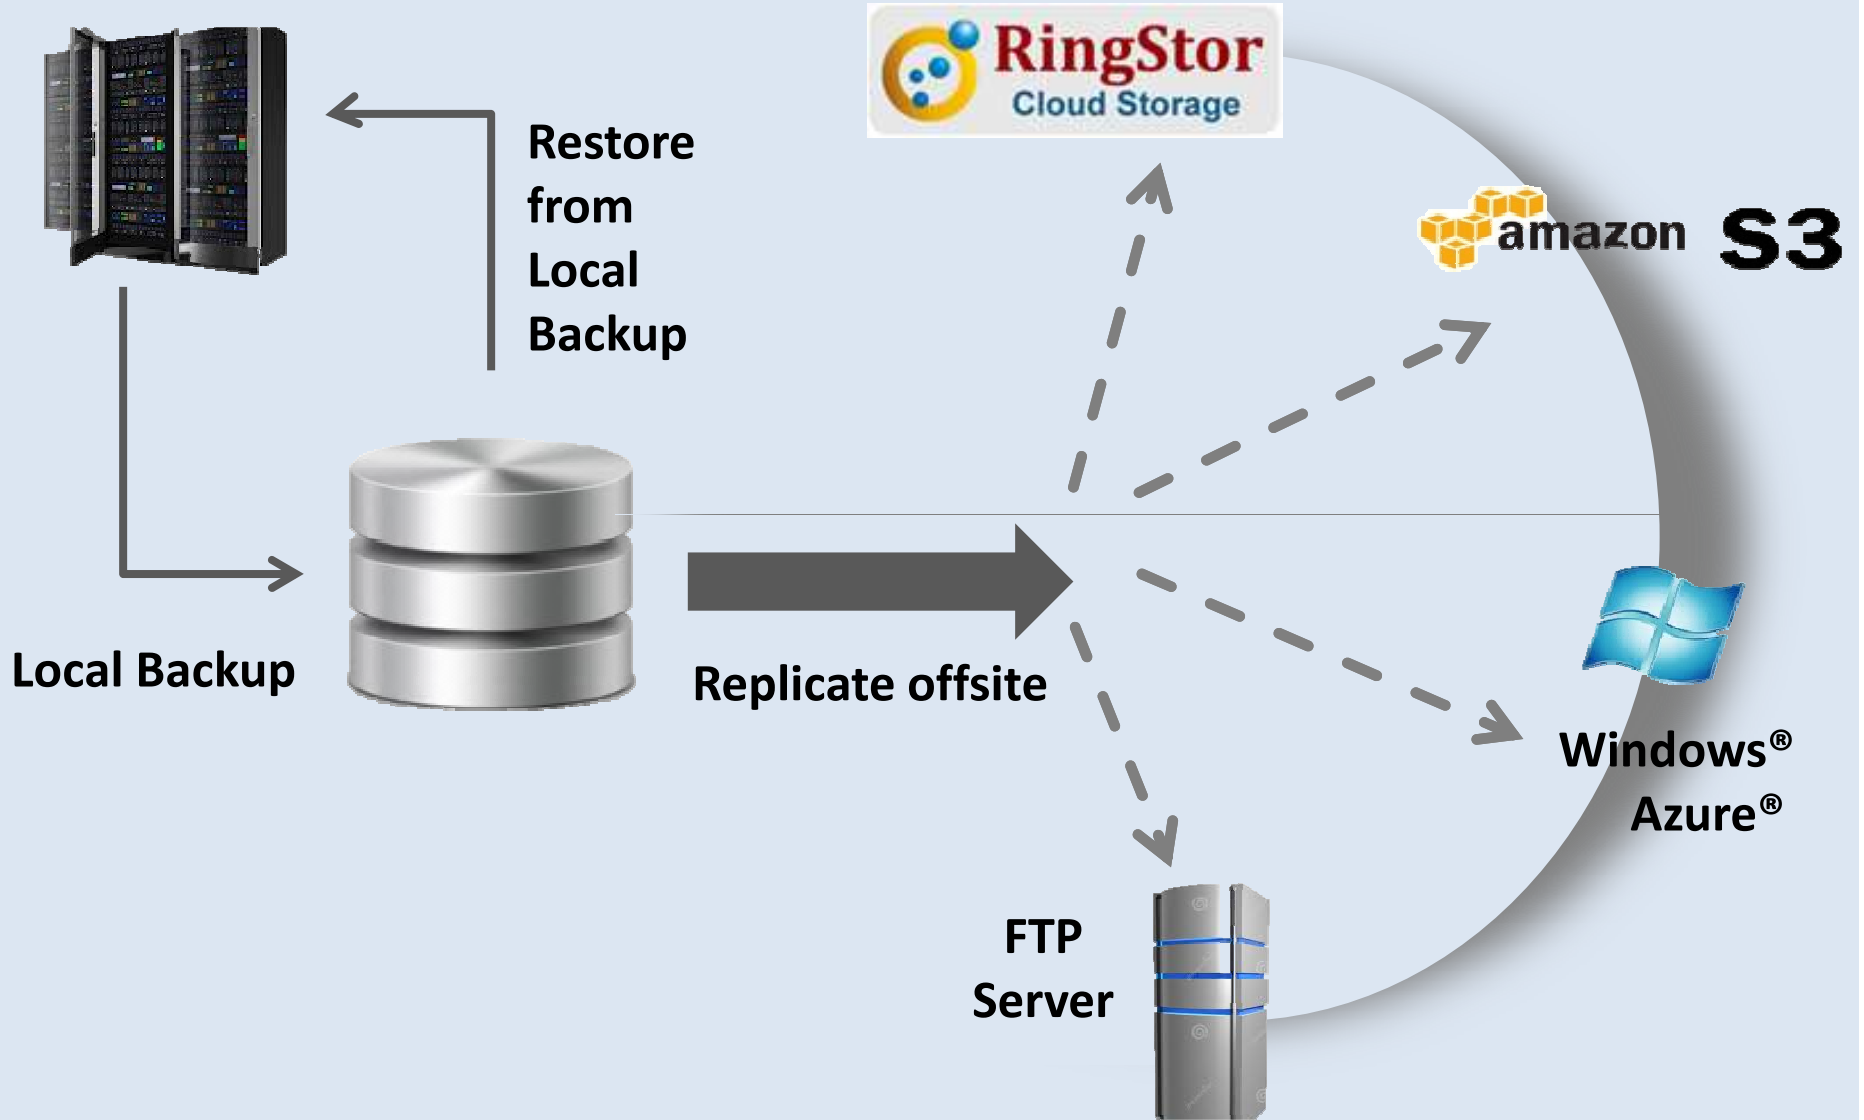 RingStor
Cloud Storage
Restore
from
Local
Backup
amazon S3
Local Backup
Replicate offsite
Windows®
Azure®
FTP
Server